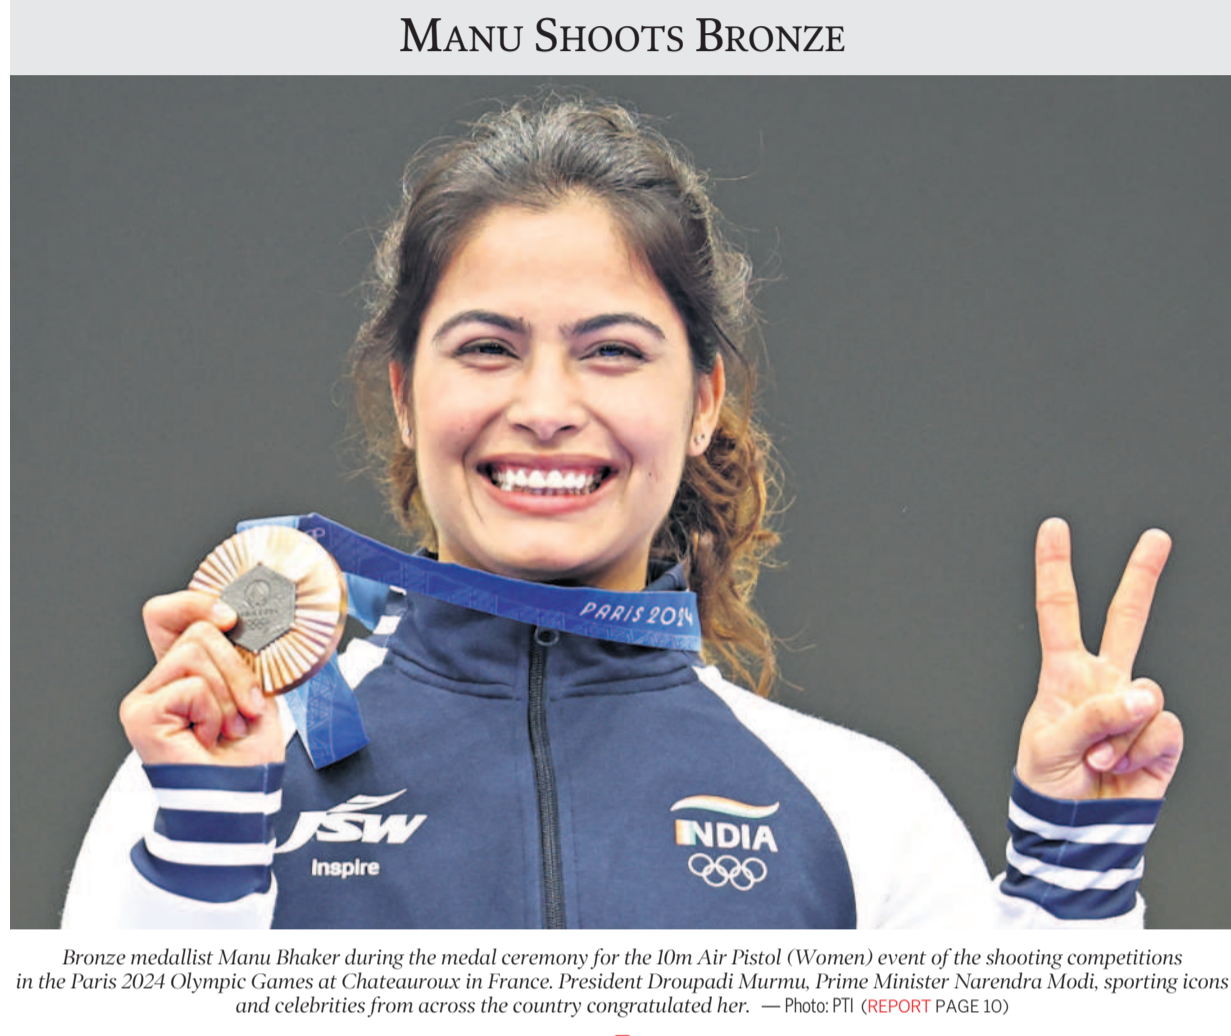 MANU SHOOTS BRONZE
PARIS 2024
JSW
Inspire
INDIA
Bronze medallist Manu Bhaker during the medal ceremony for the 10m Air Pistol (Women) event of the shooting competitions
in the Paris 2024 Olympic Games at Chateauroux in France. President Droupadi Murmu, Prime Minister Narendra Modi, sporting icons
and celebrities from across the country congratulated her. — Photo: PTI (REPORT PAGE 10)